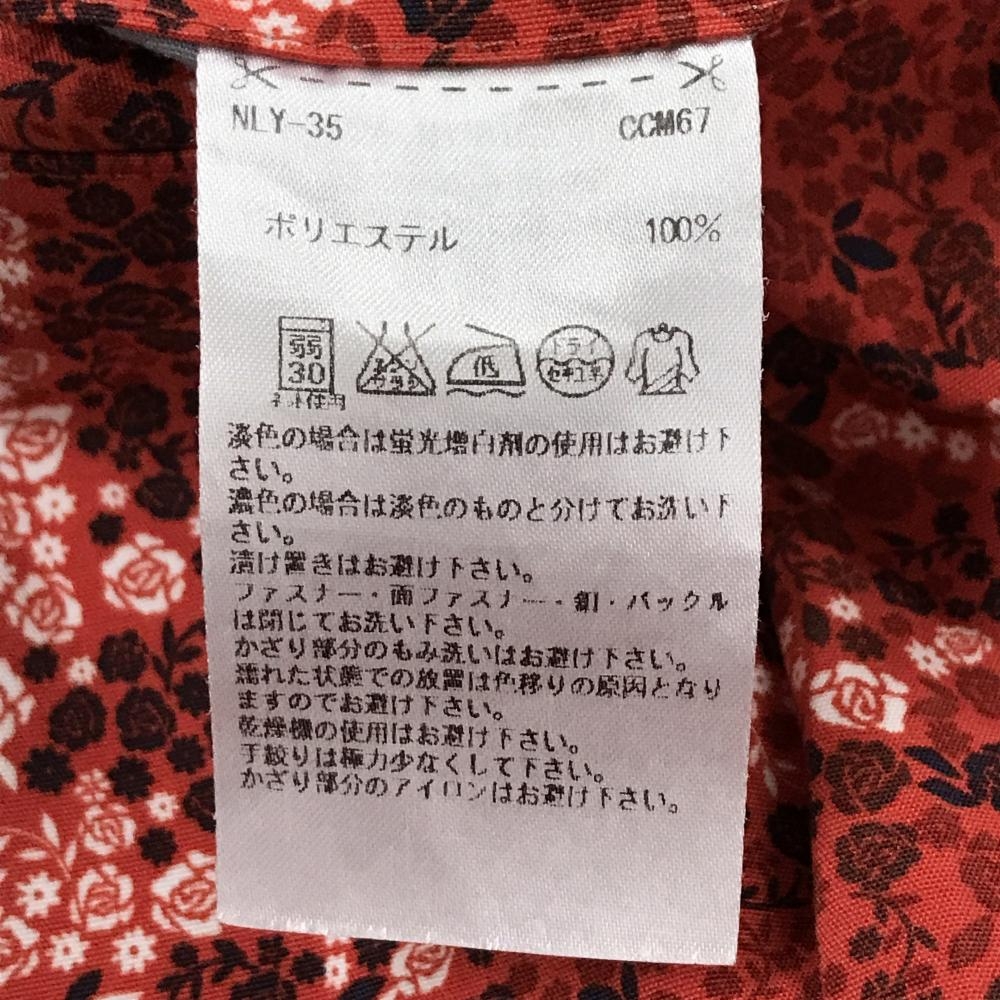 NLY-35 CCM67
ポリエステル 100%
弱 30 エンソ サラシ 低 ドライ セキユ系
ネット使用
淡色の場合は蛍光増白剤の使用はお避け下
さい。
濃色の場合は淡色のものと分けてお洗い下
さい。
漬け置きはお避け下さい。
ファスナー・面ファスナー・釦・バックル
は閉じてお洗い下さい。
かざり部分のもみ洗いはお避け下さい。
濡れた状態での放置は色移りの原因となり
ますのでお避け下さい。
乾燥機の使用はお避け下さい。
手絞りは極力少なくして下さい。
かざり部分のアイロンはお避け下さい。